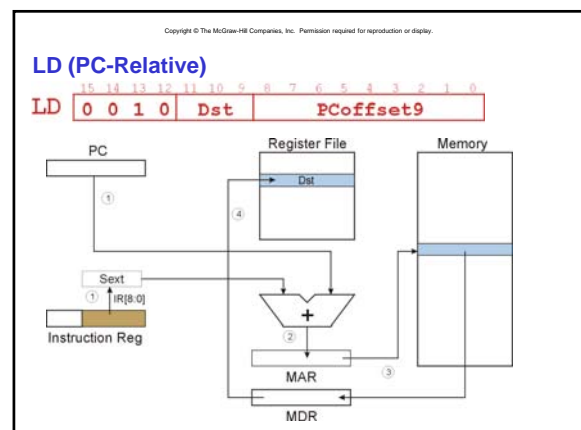 Copyright © The McGraw-Hill Companies, Inc. Permission required for reproduction or display.
LD (PC-Relative)
15 14 13 12 11 10 9 8 7 6 5 4 3 2 1 0
LD 0 0 1 0 Dst PCoffset9
PC
Register File
Memory
Dst
1
4
Sext
1
IR[8:0]
+
Instruction Reg
2
MAR
3
MDR